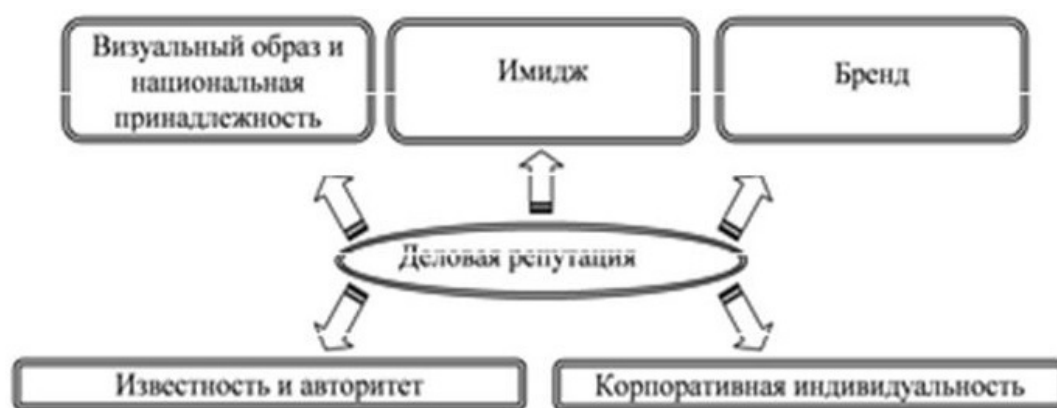 Визуальный образ и
национальная
принадлежность
Имидж
Бренд
Деловая репутация
Известность и авторитет
Корпоративная индивидуальность